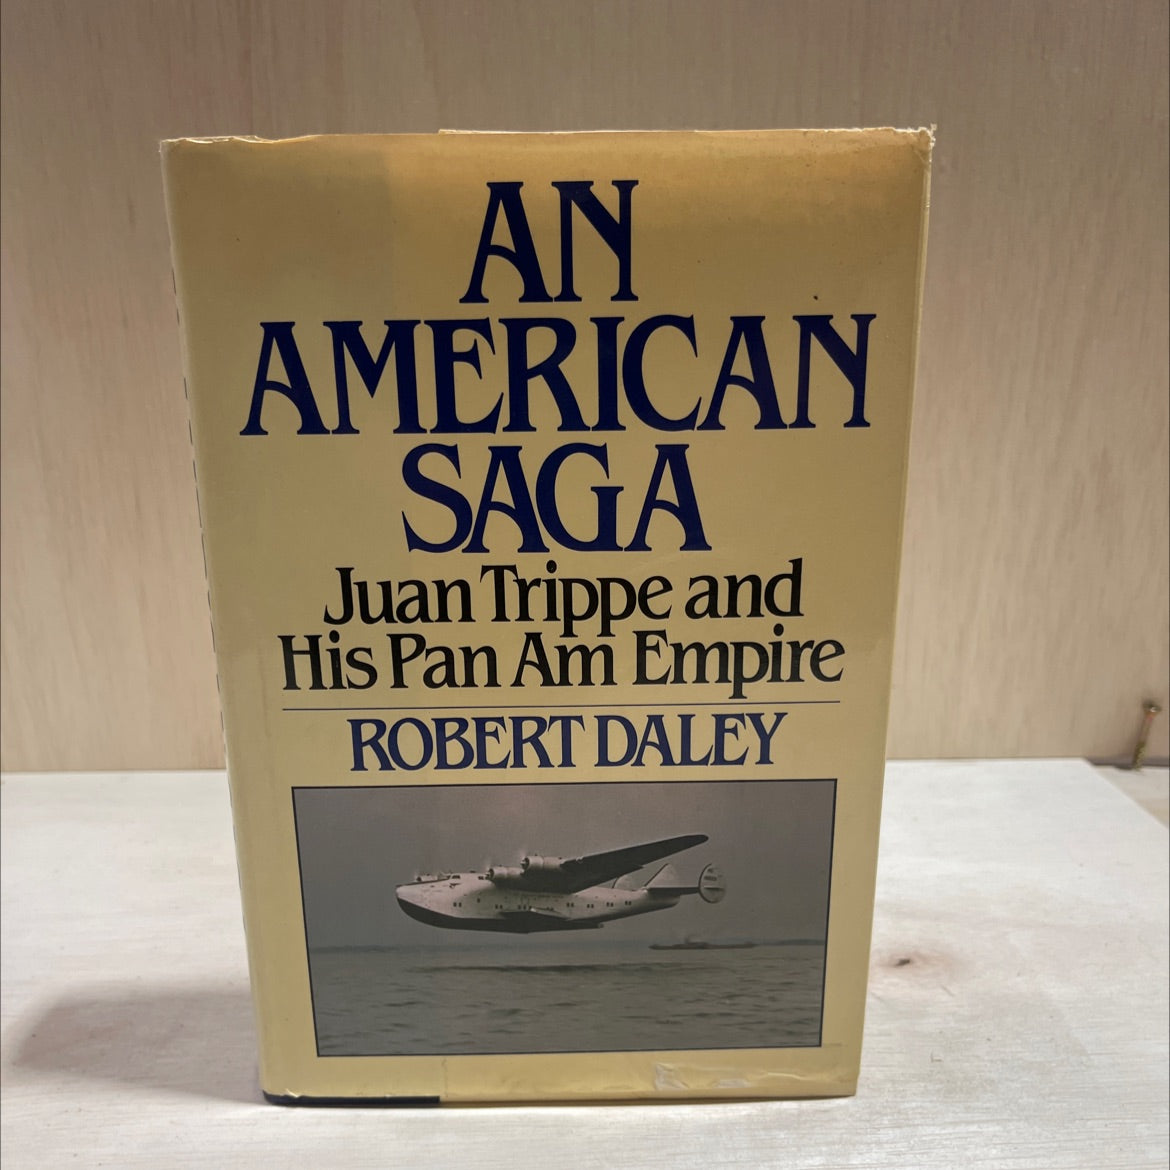 AN
AMERICAN
SAGA
Juan Trippe and
His Pan Am Empire
ROBERT DALEY